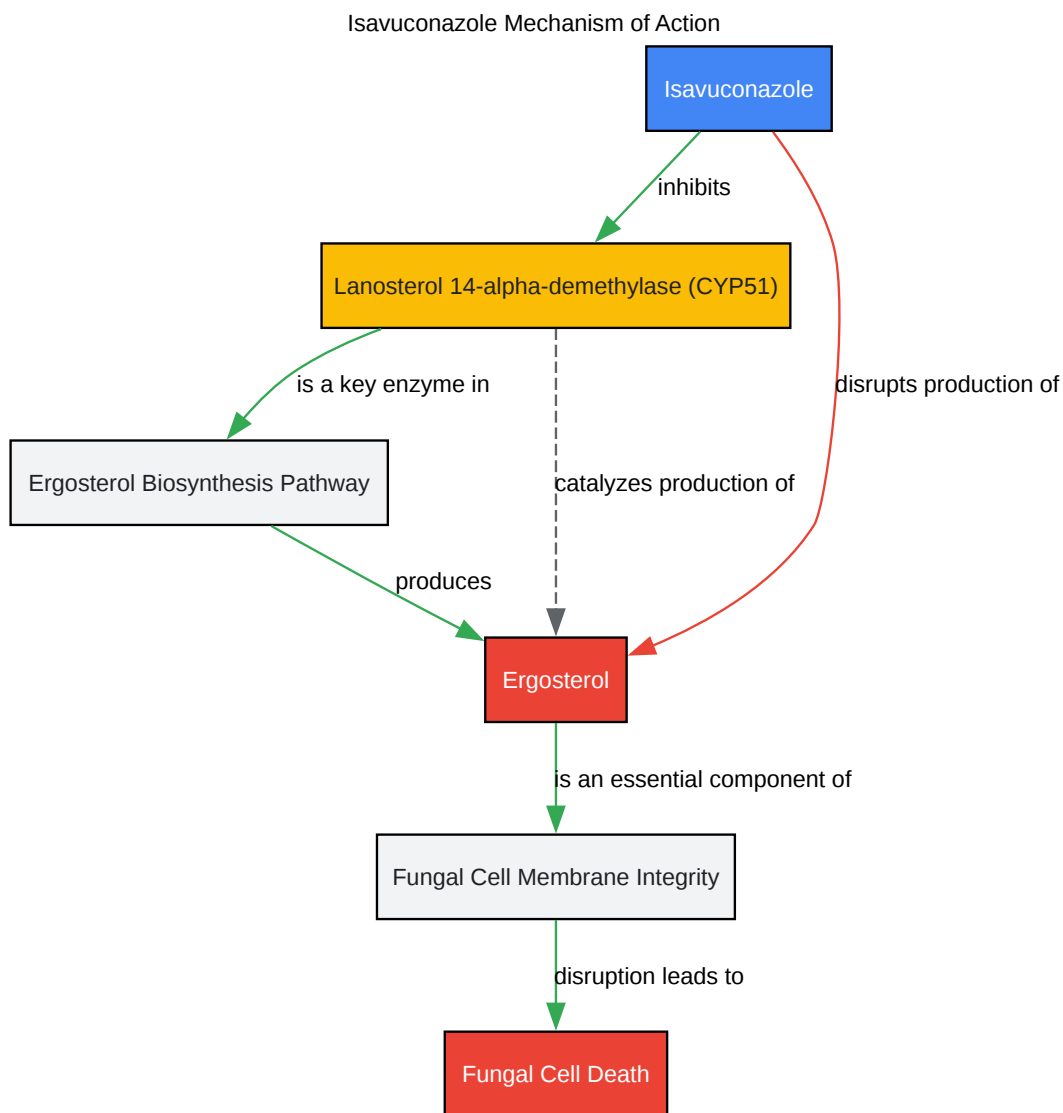 Isavuconazole Mechanism of Action
Isavuconazole
inhibits
Lanosterol 14-alpha-demethylase (CYP51)
is a key enzyme in
disrupts production of
Ergosterol Biosynthesis Pathway
catalyzes production of
produces
Ergosterol
is an essential component of
Fungal Cell Membrane Integrity
disruption leads to
Fungal Cell Death